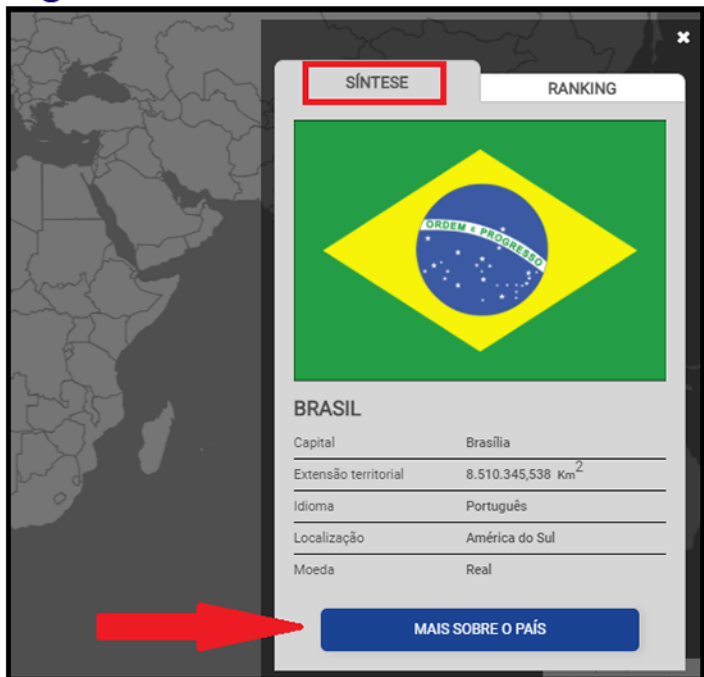 SÍNTESE
RANKING
ORDEM E PROGRESSO
BRASIL
Capital Brasília
Extensão territorial 8.510.345,538 Km2
Idioma Português
Localização América do Sul
Moeda Real
MAIS SOBRE O PAÍS